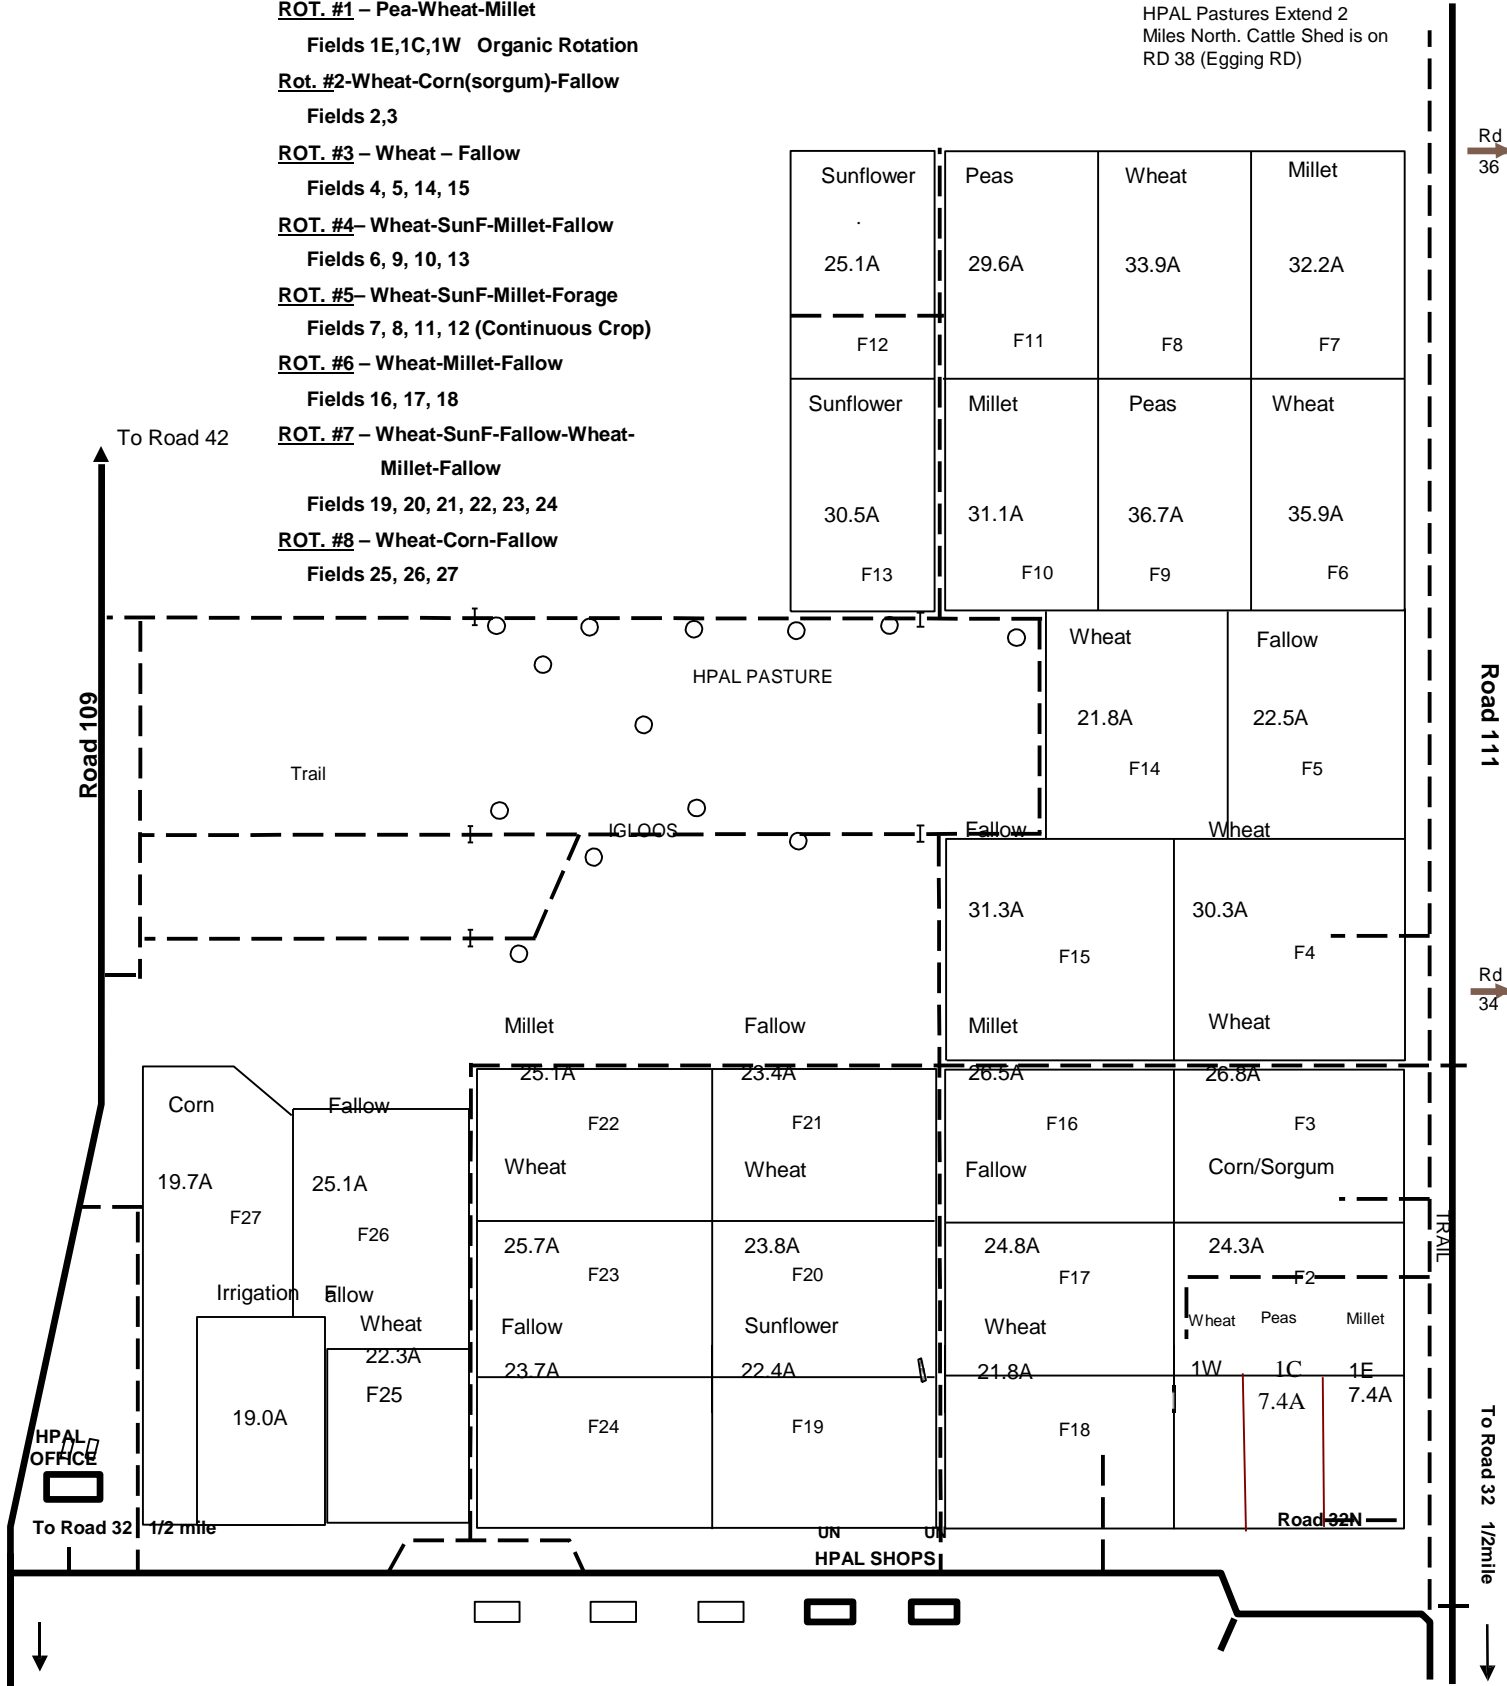 ROT. #1 – Pea-Wheat-Millet
Fields 1E,1C,1W Organic Rotation
Rot. #2-Wheat-Corn(sorgum)-Fallow
Fields 2,3
ROT. #3 – Wheat – Fallow
Fields 4, 5, 14, 15
ROT. #4– Wheat-SunF-Millet-Fallow
Fields 6, 9, 10, 13
ROT. #5– Wheat-SunF-Millet-Forage
Fields 7, 8, 11, 12 (Continuous Crop)
ROT. #6 – Wheat-Millet-Fallow
Fields 16, 17, 18
ROT. #7 – Wheat-SunF-Fallow-Wheat-
Millet-Fallow
Fields 19, 20, 21, 22, 23, 24
ROT. #8 – Wheat-Corn-Fallow
Fields 25, 26, 27
HPAL Pastures Extend 2
Miles North. Cattle Shed is on
RD 38 (Egging RD)
Rd
36
Sunflower Peas Wheat Millet
.
25.1A 29.6A 33.9A 32.2A
F12 F11 F8 F7
Sunflower Millet Peas Wheat
30.5A 31.1A 36.7A 35.9A
F13 F10 F9 F6
To Road 42
Road 109
HPAL PASTURE
Trail
IGLOOS
Wheat Fallow
21.8A 22.5A
F14 F5
Road 111
Fallow Wheat
31.3A 30.3A
F15 F4
Rd
34
Millet Fallow Millet Wheat
25.1A 23.4A 26.5A 26.8A
F22 F21 F16 F3
Corn Fallow
19.7A 25.1A
F27 F26
Wheat Wheat Fallow Corn/Sorgum
25.7A 23.8A 24.8A 24.3A
F23 F20 F17 F2
TRAIL
Irrigation Fallow
Wheat
22.3A
F25
19.0A
Fallow Sunflower Wheat
23.7A 22.4A 21.8A
F24 F19 F18
Wheat Peas Millet
1W 1C 1E
7.4A 7.4A
HPAL
OFFICE
To Road 32 1/2 mile
UN UN
HPAL SHOPS
Road 32N
To Road 32 1/2mile